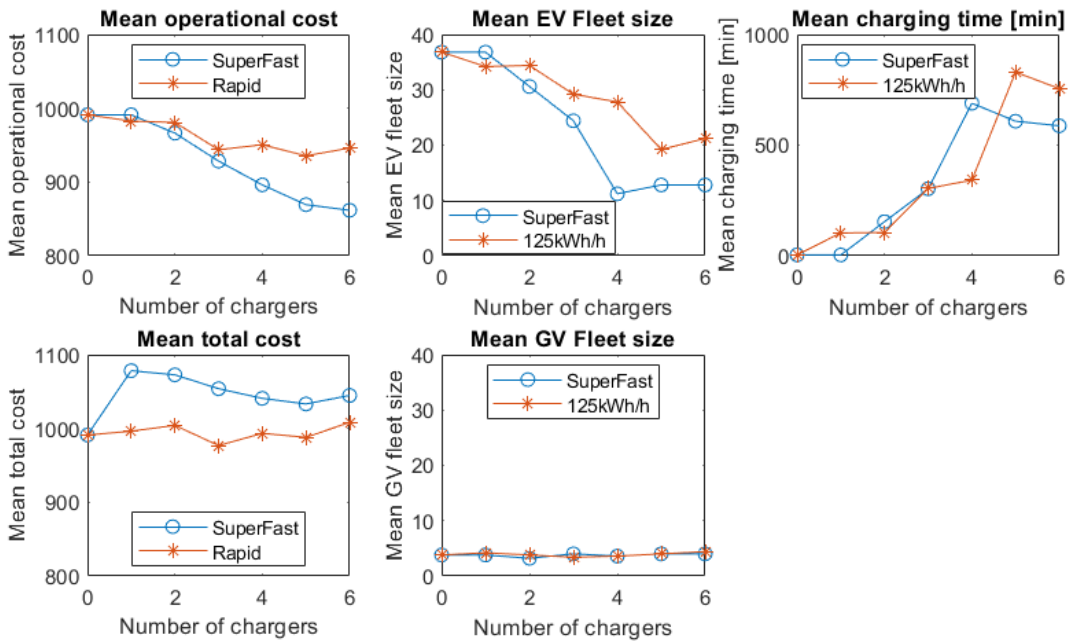 Mean operational cost
Mean operational cost
1100
1000
900
800
SuperFast
Rapid
0 2 4 6
Number of chargers
Mean EV Fleet size
Mean EV fleet size
40
30
20
10
0
SuperFast
125kWh/h
0 2 4 6
Number of chargers
Mean charging time [min]
Mean charging time [min]
1000
500
0
SuperFast
125kWh/h
0 2 4 6
Number of chargers
Mean total cost
Mean total cost
1100
1000
900
800
SuperFast
Rapid
0 2 4 6
Number of chargers
Mean GV Fleet size
Mean GV fleet size
40
30
20
10
0
SuperFast
125kWh/h
0 2 4 6
Number of chargers